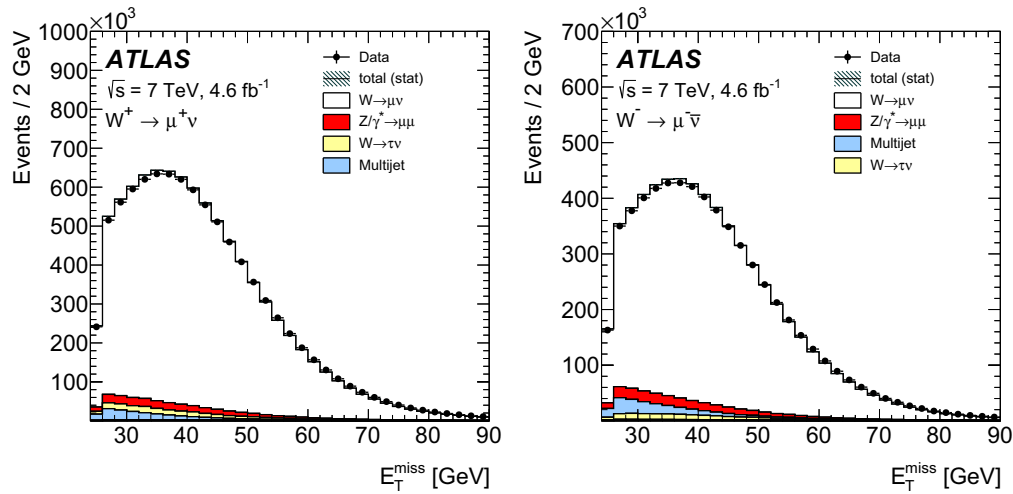 ×10³
1000
900
800
700
600
500
400
300
200
100
Events / 2 GeV
ATLAS
√s = 7 TeV, 4.6 fb⁻¹
W⁺ → μ⁺ν
Data
total (stat)
W→μν
Z/γ*→μμ
W→τν
Multijet
30 40 50 60 70 80 90
E_T^miss [GeV]
×10³
700
600
500
400
300
200
100
Events / 2 GeV
ATLAS
√s = 7 TeV, 4.6 fb⁻¹
W⁻ → μ⁻ν̅
Data
total (stat)
W→μν
Z/γ*→μμ
Multijet
W→τν
30 40 50 60 70 80 90
E_T^miss [GeV]